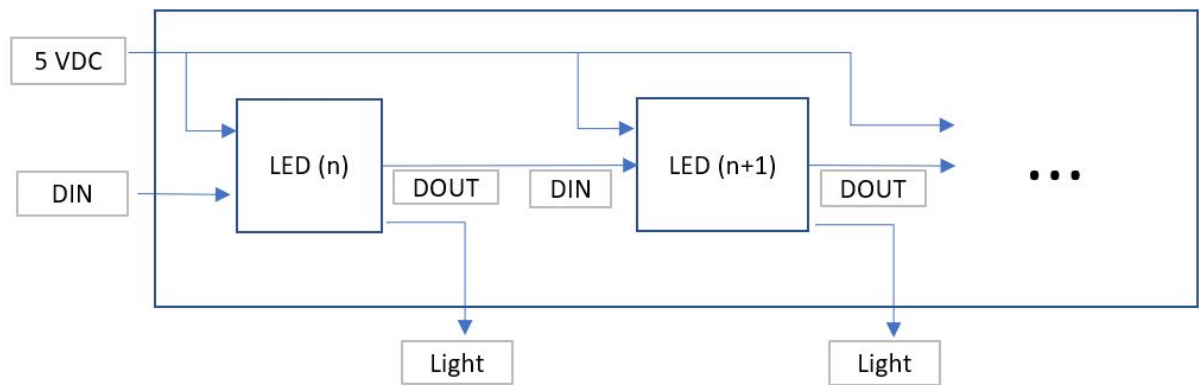 5 VDC
LED (n)
LED (n+1)
DIN
DOUT
DIN
DOUT
...
Light
Light